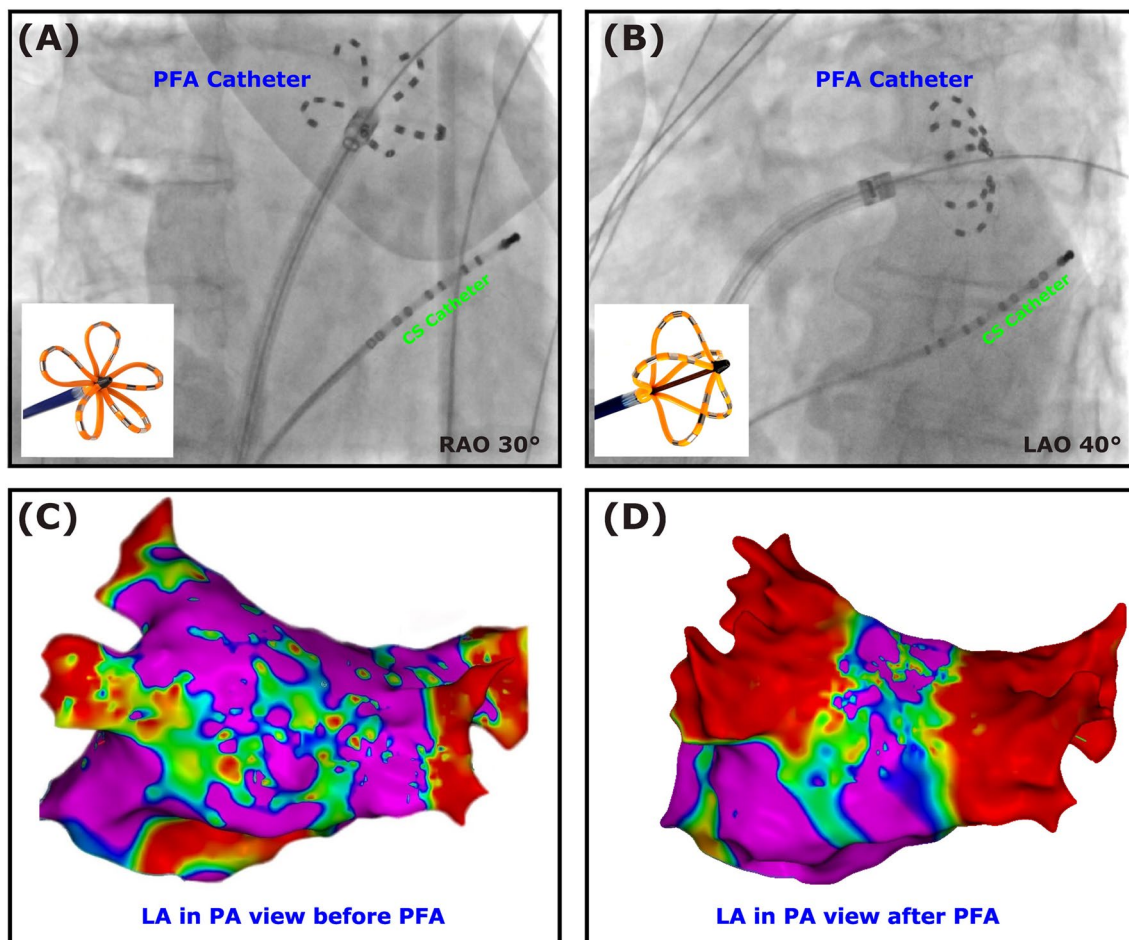 (A)
PFA Catheter
CS Catheter
RAO 30°
(B)
PFA Catheter
CS Catheter
LAO 40°
(C)
LA in PA view before PFA
(D)
LA in PA view after PFA